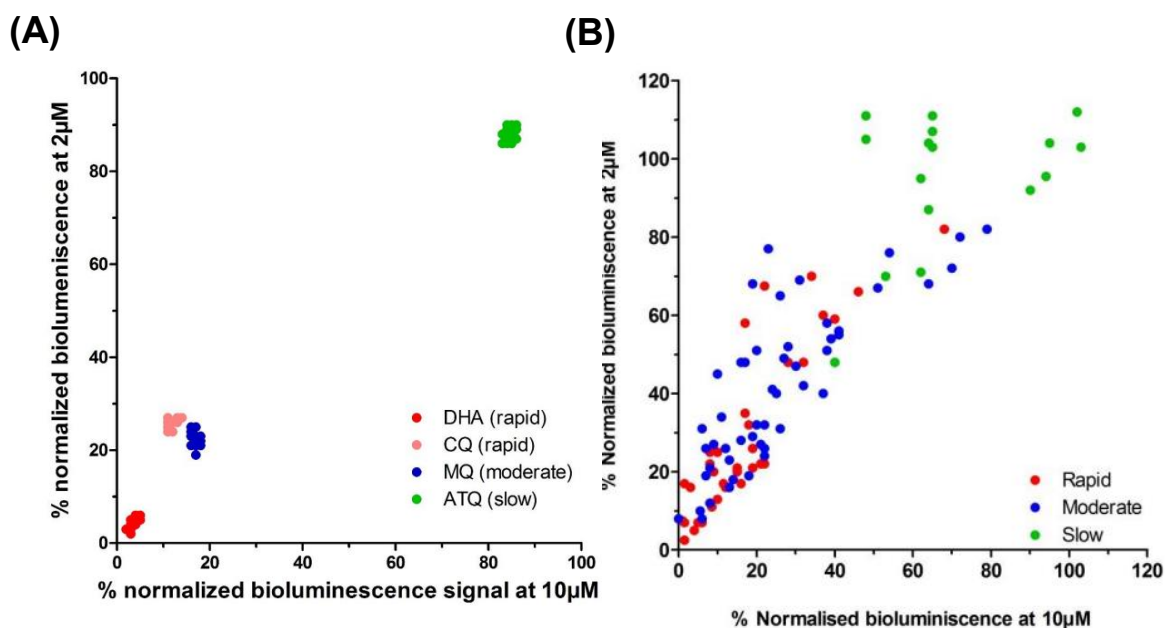 (A)
% normalized biolumeniscence at 2µM
100
80
60
40
20
0
0 20 40 60 80 100
% normalized bioluminescence signal at 10µM
DHA (rapid)
CQ (rapid)
MQ (moderate)
ATQ (slow)
(B)
% Normalized bioluminiscence at 2µM
120
100
80
60
40
20
0
0 20 40 60 80 100 120
% Normalised bioluminiscence at 10µM
Rapid
Moderate
Slow